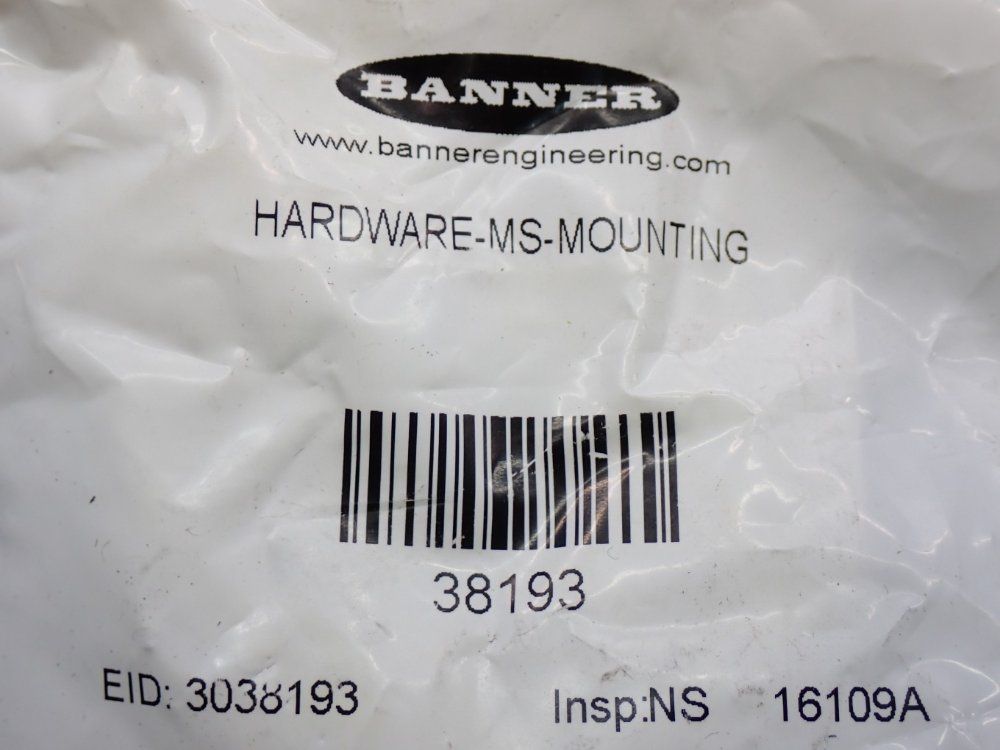 BANNER
www.bannerengineering.com
HARDWARE-MS-MOUNTING
38193
EID: 3038193
Insp:NS 16109A